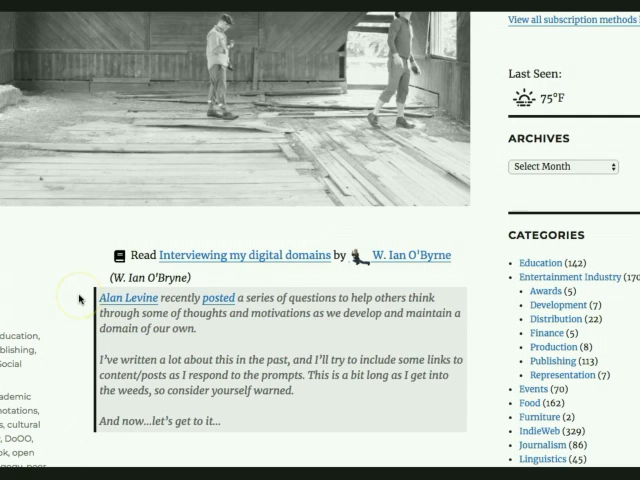 View all subscription methods
Last Seen:
75°F
ARCHIVES
Select Month
CATEGORIES
Read Interviewing my digital domains by W. Ian O'Byrne
(W. Ian O'Bryne)
Alan Levine recently posted a series of questions to help others think
through some of thoughts and motivations as we develop and maintain a
domain of our own.
I've written a lot about this in the past, and I'll try to include some links to
content/posts as I respond to the prompts. This is a bit long as I get into
the weeds, so consider yourself warned.
And now...let's get to it...
Education (142)
Entertainment Industry (170
Awards (5)
Development (7)
Distribution (22)
Finance (5)
Production (8)
Publishing (113)
Representation (7)
Events (70)
Food (162)
Furniture (2)
IndieWeb (329)
Journalism (86)
Linguistics (45)
ducation,
blishing,
Social
ademic
notations,
s, cultural
, DoOO,
ok, open